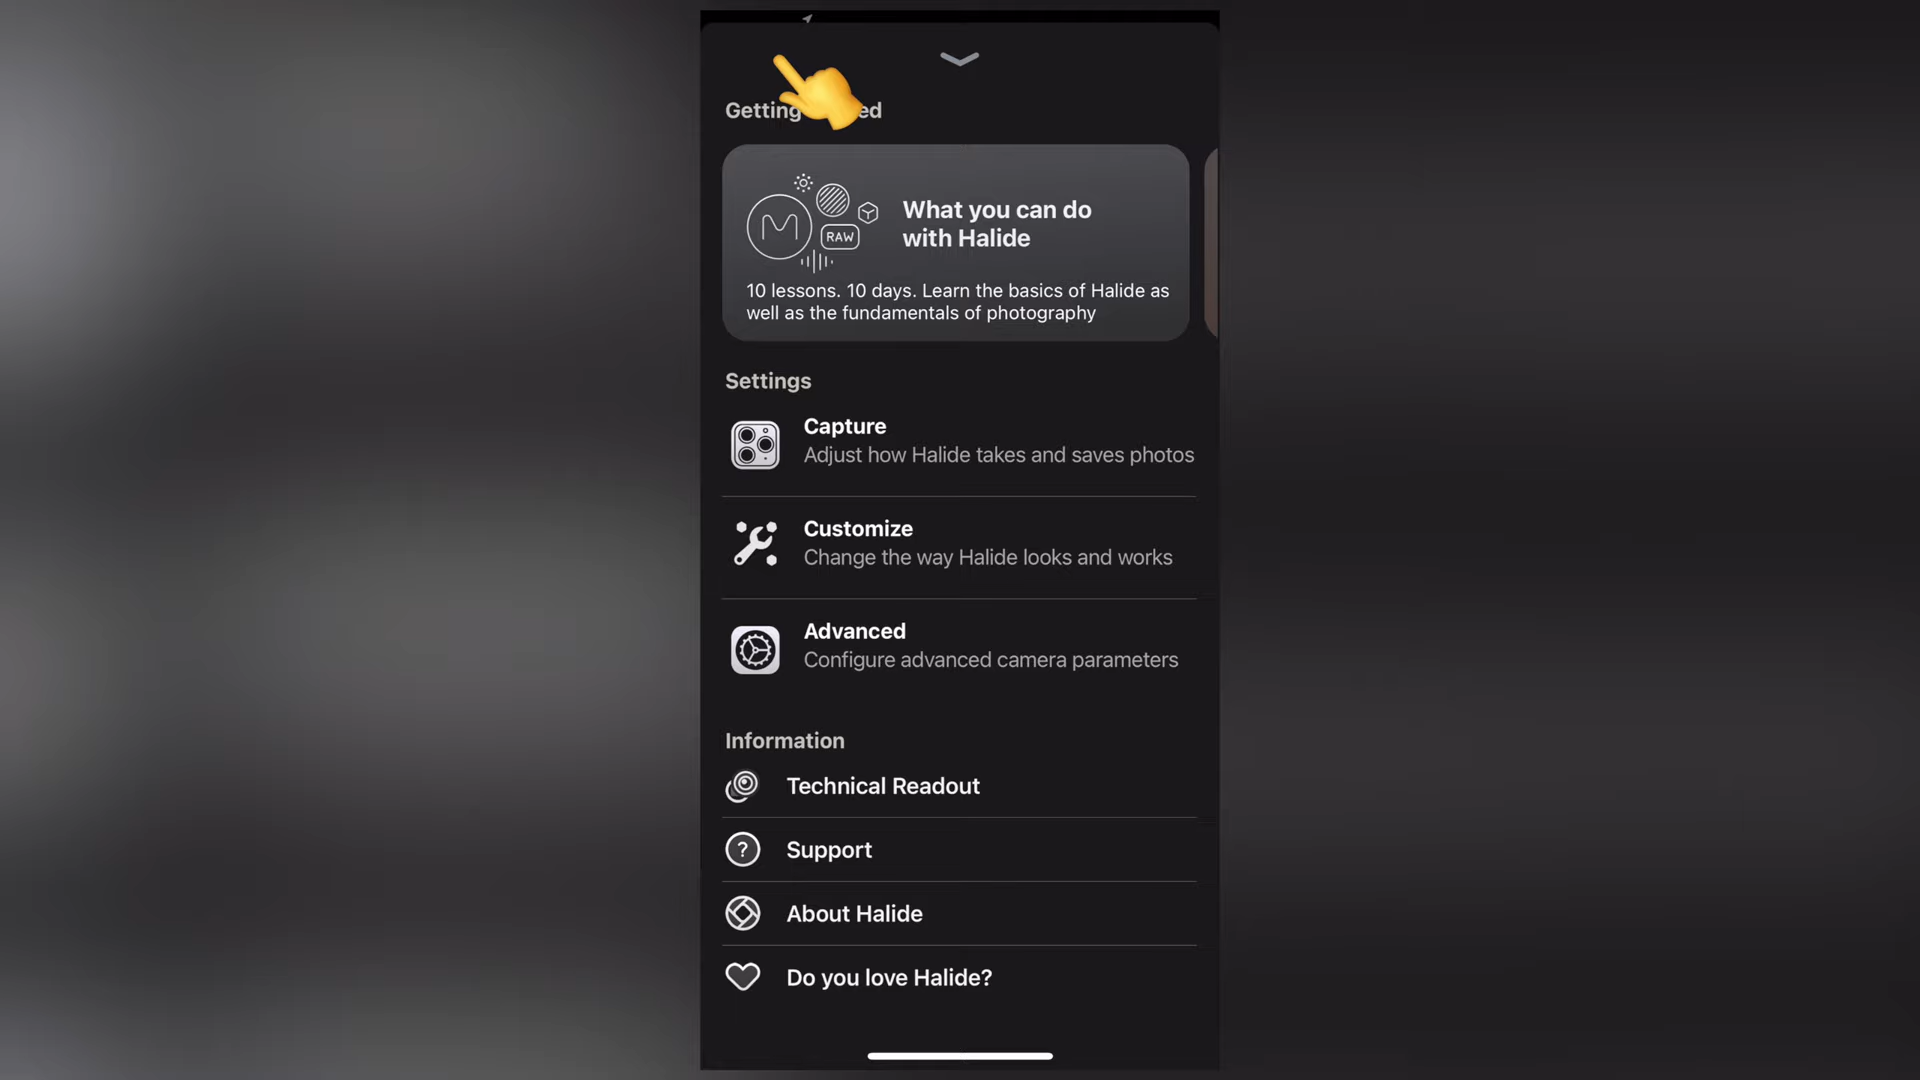 Getting ed
What you can do
with Halide
RAW
10 lessons. 10 days. Learn the basics of Halide as
well as the fundamentals of photography
Settings
Capture
Adjust how Halide takes and saves photos
Customize
Change the way Halide looks and works
Advanced
Configure advanced camera parameters
Information
Technical Readout
?
Support
About Halide
Do you love Halide?